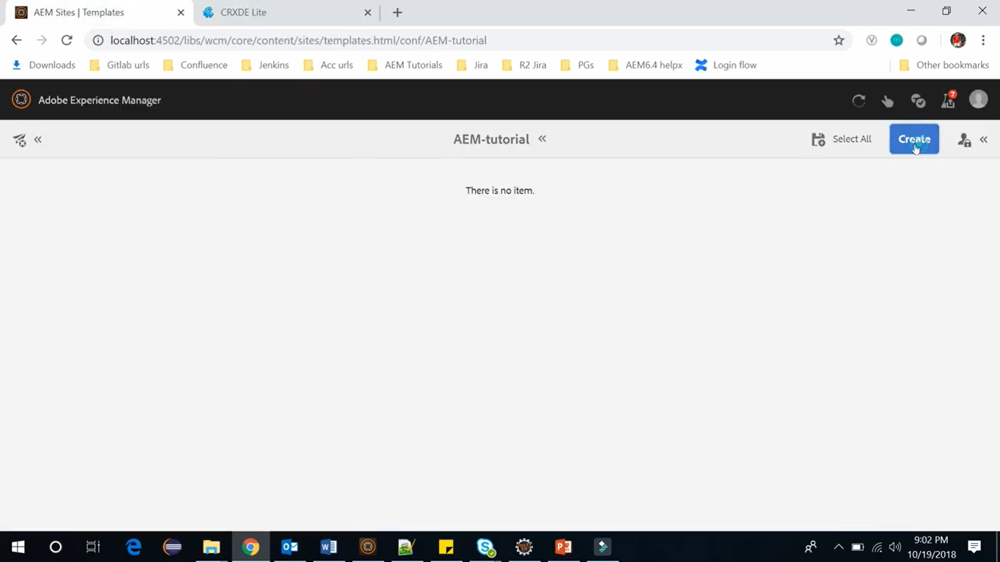 AEM Sites | Templates
CRXDE Lite
localhost:4502/libs/wcm/core/content/sites/templates.html/conf/AEM-tutorial
Downloads Gitlab urls Confluence Jenkins Acc urls AEM Tutorials Jira R2 Jira PGs AEM6.4 helpx Login flow Other bookmarks
Adobe Experience Manager
7
AEM-tutorial
Select All
Create
There is no item.
9:02 PM
10/19/2018